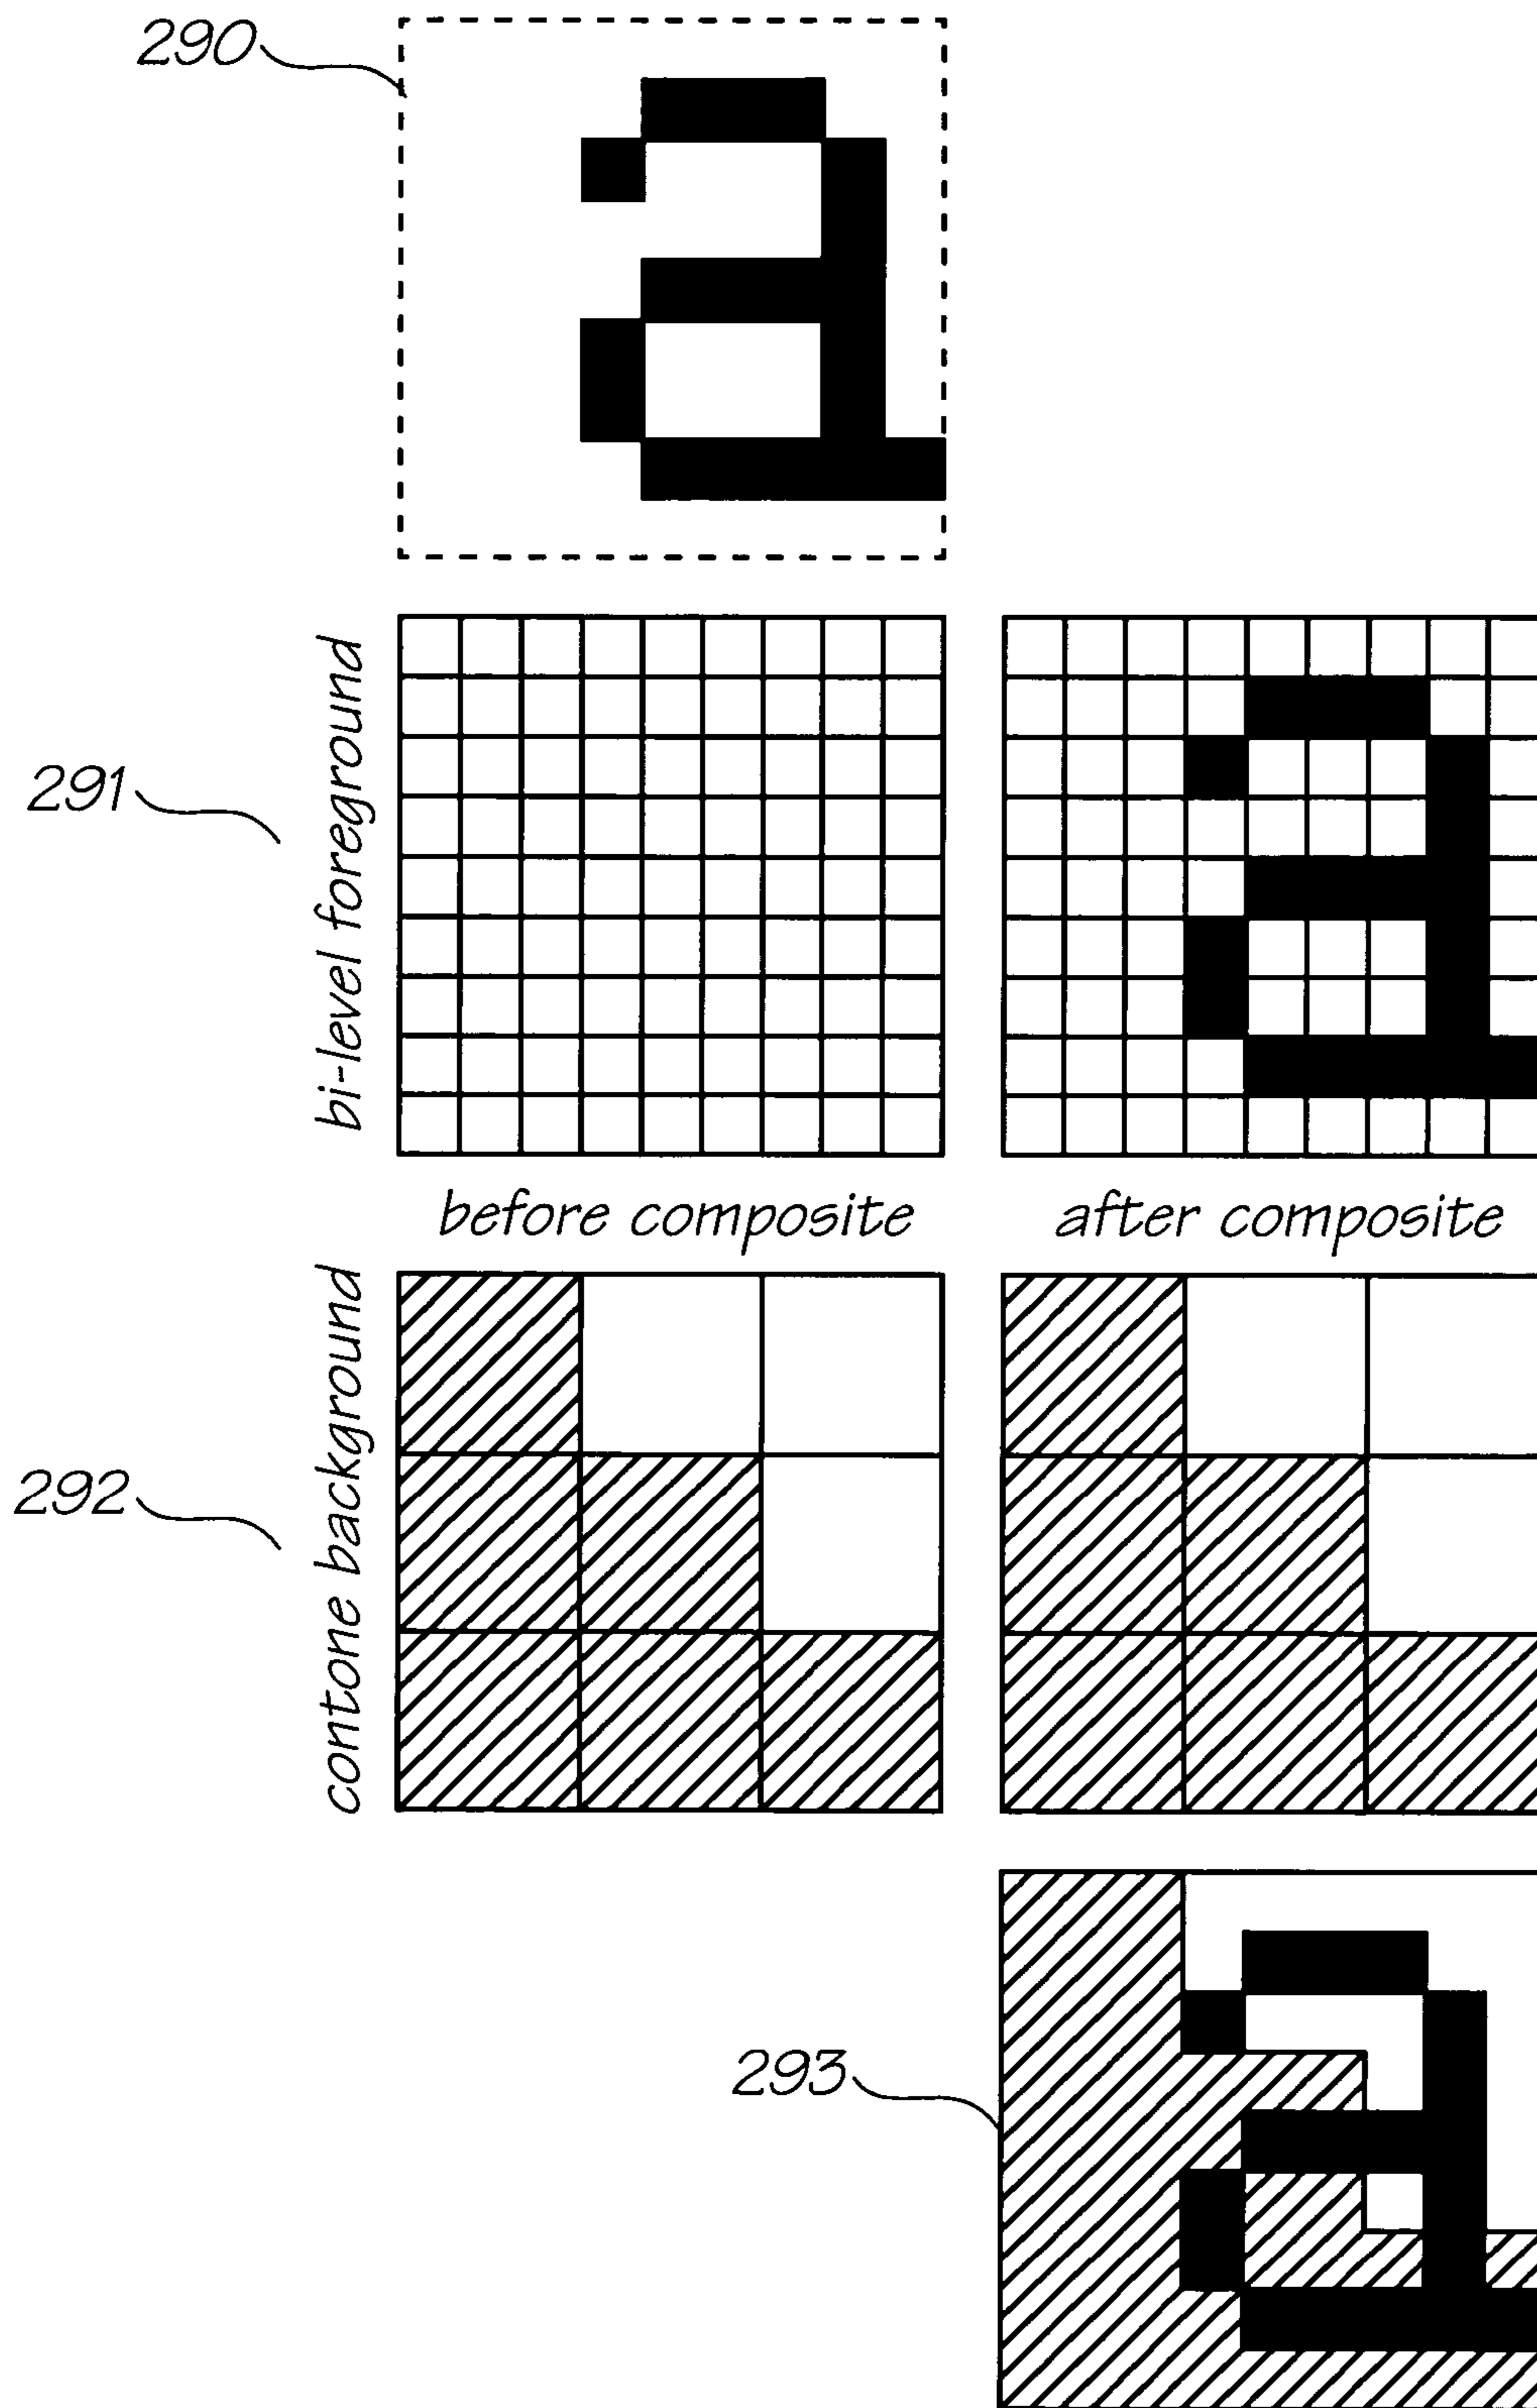 290
a
291
bi-level foreground
a
before composite
after composite
292
contone background
293
a